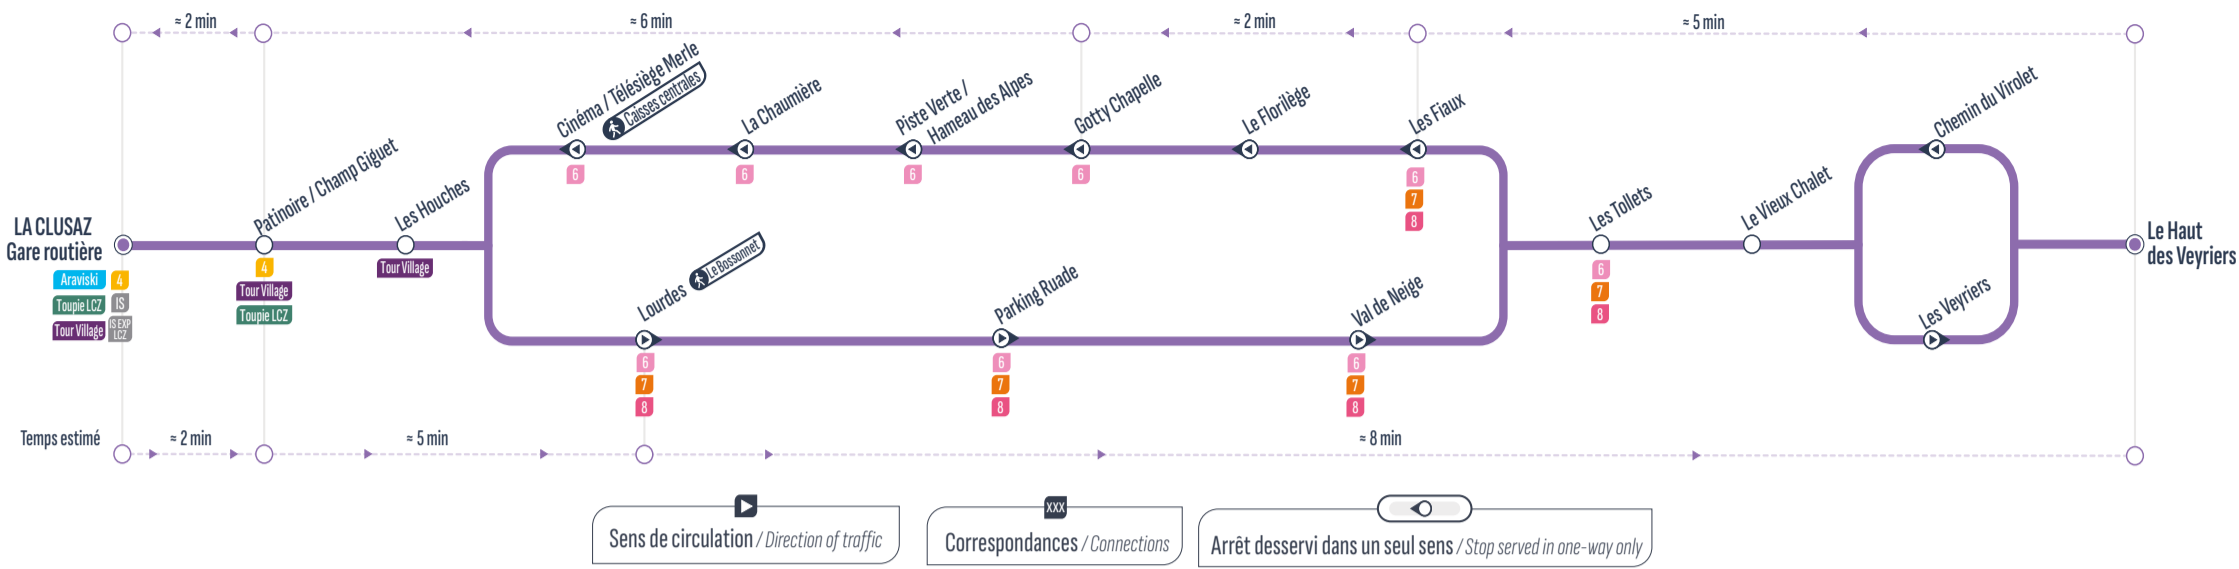 ≈ 2 min
≈ 6 min
≈ 2 min
≈ 5 min
Cinéma / Télésiège Merle
Caisses centrales
La Chaumière
Piste Verte /
Hameau des Alpes
Gotty Chapelle
Le Florilège
Les Fiaux
Chemin du Virolet
6
6
6
6
6
7
8
Patinoire / Champ Giguet
Les Houches
Les Tollets
Le Vieux Chalet
LA CLUSAZ
Gare routière
Le Haut
des Veyriers
Araviski
4
Toupie LCZ
IS
Tour Village
IS EXP
LCZ
4
Tour Village
Toupie LCZ
Tour Village
6
7
8
Lourdes
Le Bossonnet
Parking Ruade
Val de Neige
Les Veyriers
6
7
8
6
7
8
6
7
8
Temps estimé
≈ 2 min
≈ 5 min
≈ 8 min
Sens de circulation / Direction of traffic
XXX
Correspondances / Connections
Arrêt desservi dans un seul sens / Stop served in one-way only